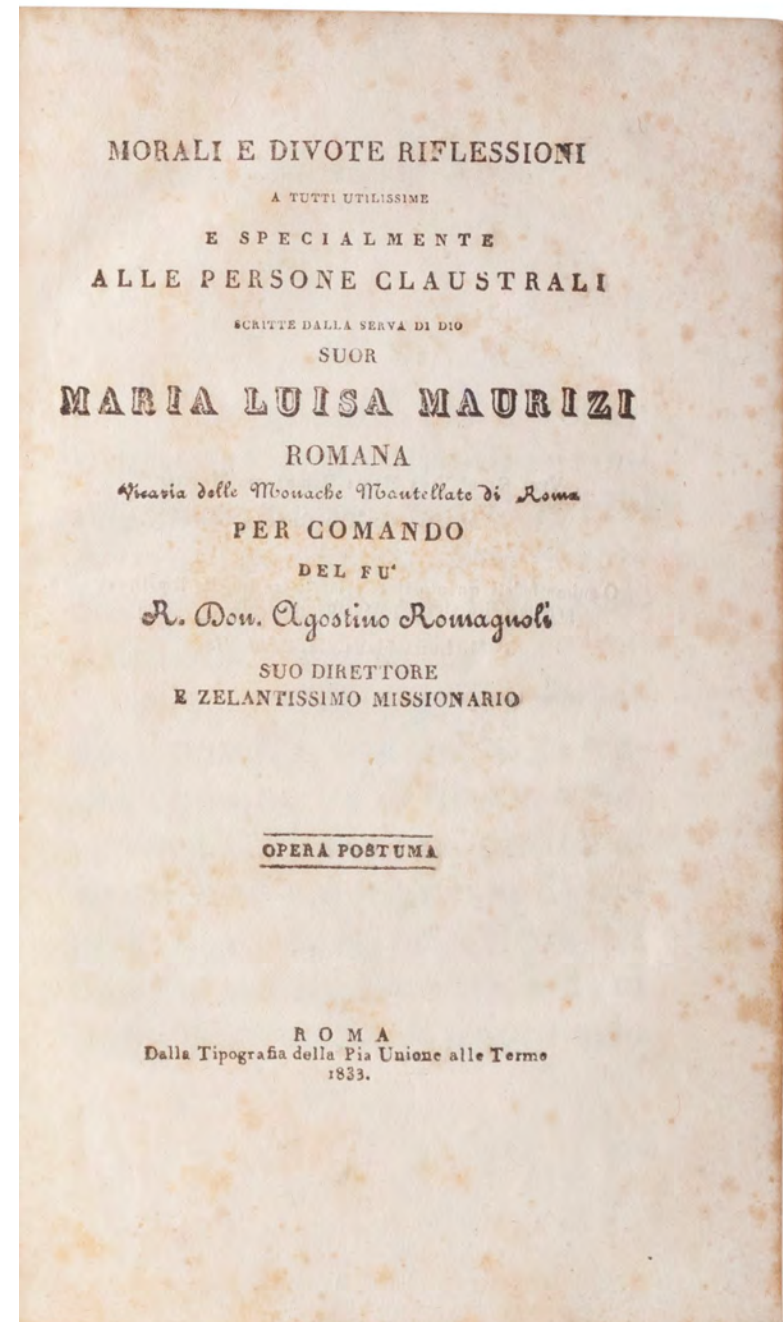 MORALI E DIVOTE RIFLESSIONI
A TUTTI UTILISSIME
E SPECIALMENTE
ALLE PERSONE CLAUSTRALI
SCRITTE DALLA SERVA DI DIO
SUOR
MARIA LUISA MAURIZI
ROMANA
Vicaria delle Monache Mantellate di Roma
PER COMANDO
DEL FU'
R. Don. Agostino Romagnoli
SUO DIRETTORE
E ZELANTISSIMO MISSIONARIO
OPERA POSTUMA
ROMA
Dalla Tipografia della Pia Unione alle Terme
1833.